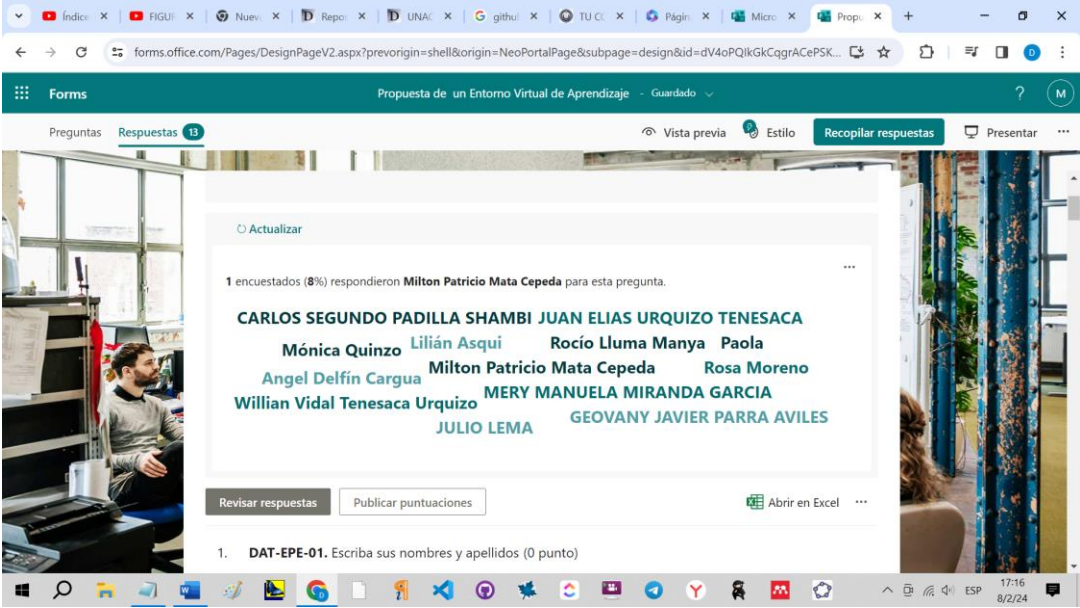 Índice
FIGUR
Nuev
Repos
UNAC
githul
TU CO
Págin
Micro
Propu
forms.office.com/Pages/DesignPageV2.aspx?prevorigin=shell&origin=NeoPortalPage&subpage=design&id=dV4oPQIkGkCqgrACePSK...
D
Forms
Propuesta de un Entorno Virtual de Aprendizaje - Guardado
?
M
Preguntas Respuestas 13
Vista previa
Estilo
Recopilar respuestas
Presentar
Actualizar
1 encuestados (8%) respondieron Milton Patricio Mata Cepeda para esta pregunta.
CARLOS SEGUNDO PADILLA SHAMBI JUAN ELIAS URQUIZO TENESACA
Mónica Quinzo Lilián Asqui Rocío Lluma Manya Paola
Angel Delfín Cargua Milton Patricio Mata Cepeda Rosa Moreno
Willian Vidal Tenesaca Urquizo MERY MANUELA MIRANDA GARCIA
JULIO LEMA GEOVANY JAVIER PARRA AVILES
Revisar respuestas
Publicar puntuaciones
Abrir en Excel
1. DAT-EPE-01. Escriba sus nombres y apellidos (0 punto)
ESP
17:16
8/2/24